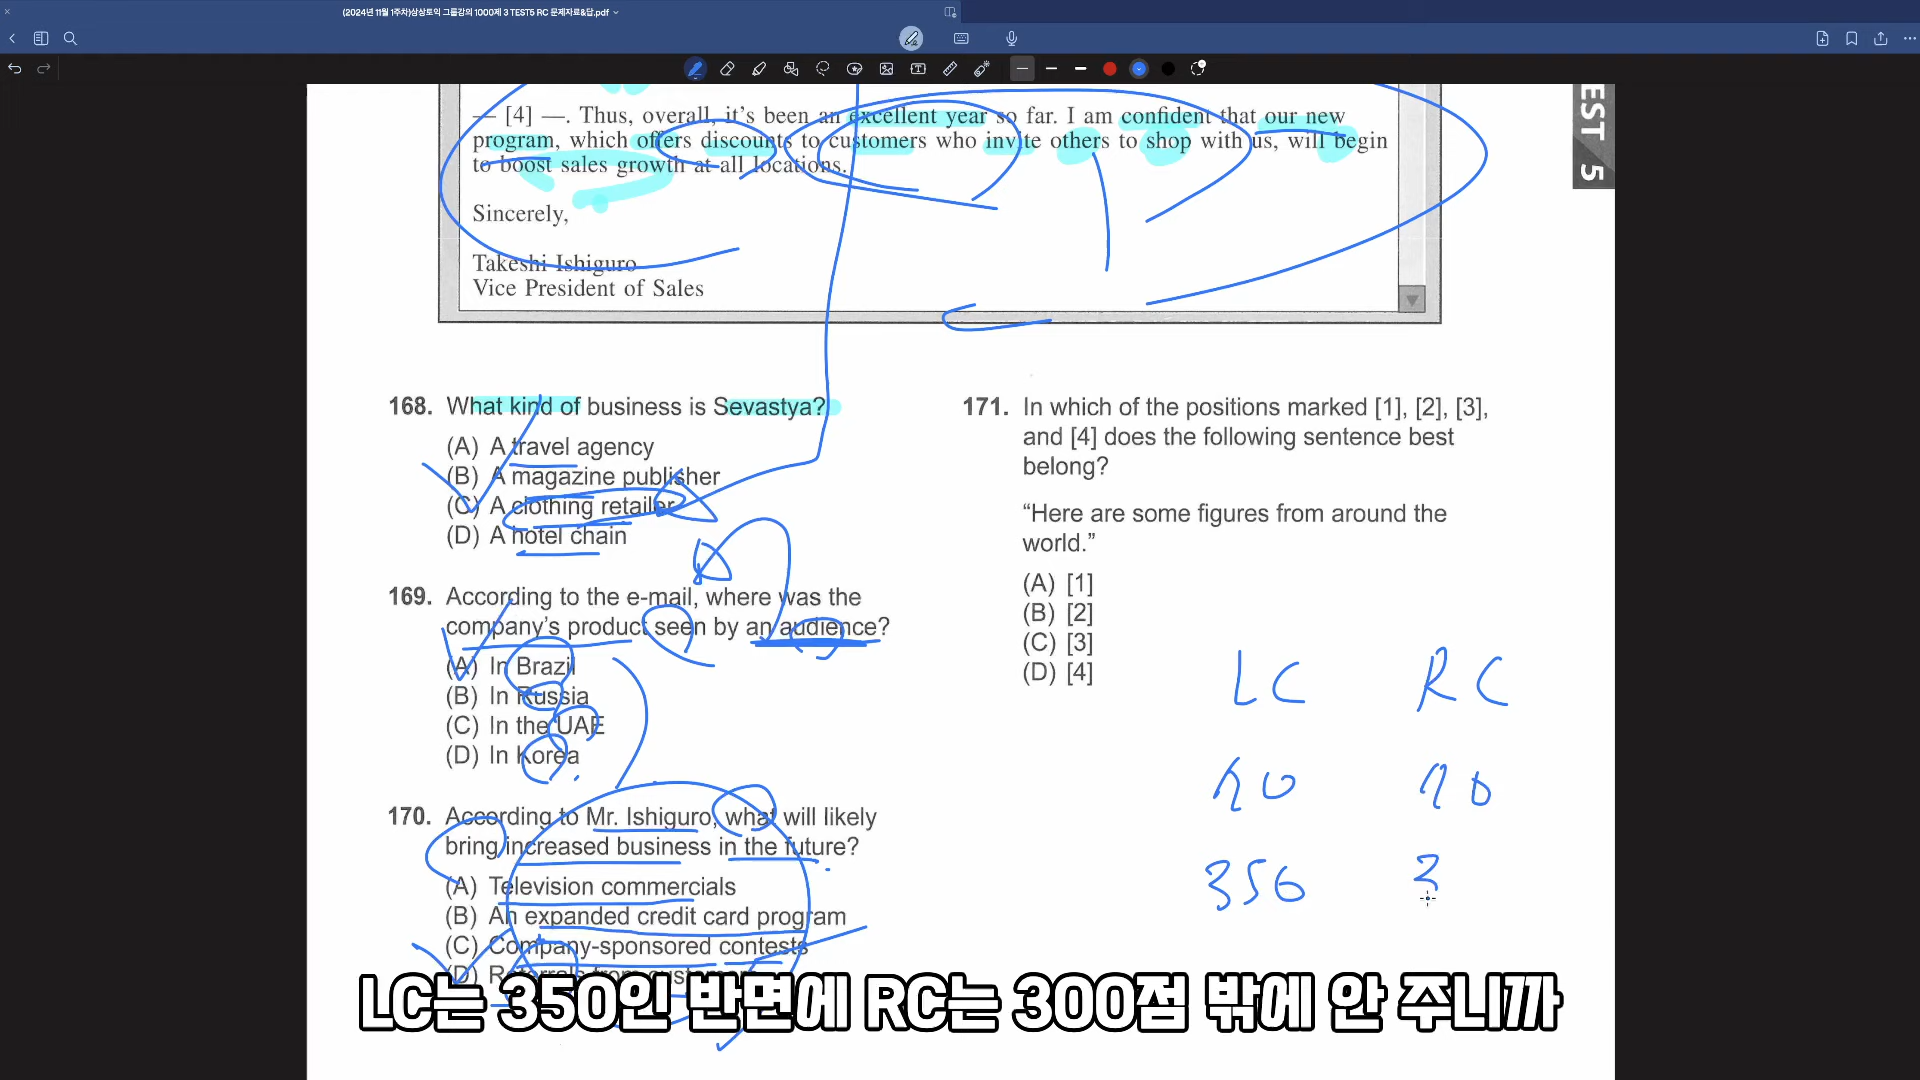 (2024년 11월 1주차)상상토익 그룹강의 1000제 3 TEST5 RC 문제자료&답.pdf
— [4] —. Thus, overall, it's been an excellent year so far. I am confident that our new
program, which offers discounts to customers who invite others to shop with us, will begin
to boost sales growth at all locations.
Sincerely,
Takeshi Ishiguro
Vice President of Sales
EST 5
168. What kind of business is Sevastya?
(A) A travel agency
(B) A magazine publisher
(C) A clothing retailer
(D) A hotel chain
169. According to the e-mail, where was the
company's product seen by an audience?
(A) In Brazil
(B) In Russia
(C) In the UAE
(D) In Korea
170. According to Mr. Ishiguro, what will likely
bring increased business in the future?
(A) Television commercials
(B) An expanded credit card program
(C) Company-sponsored contests
(D) Referrals from customers
171. In which of the positions marked [1], [2], [3],
and [4] does the following sentence best
belong?
“Here are some figures from around the
world.”
(A) [1]
(B) [2]
(C) [3]
(D) [4]
LC RC
70 70
350 3
LC는 350인 반면에 RC는 300점 밖에 안 주니까